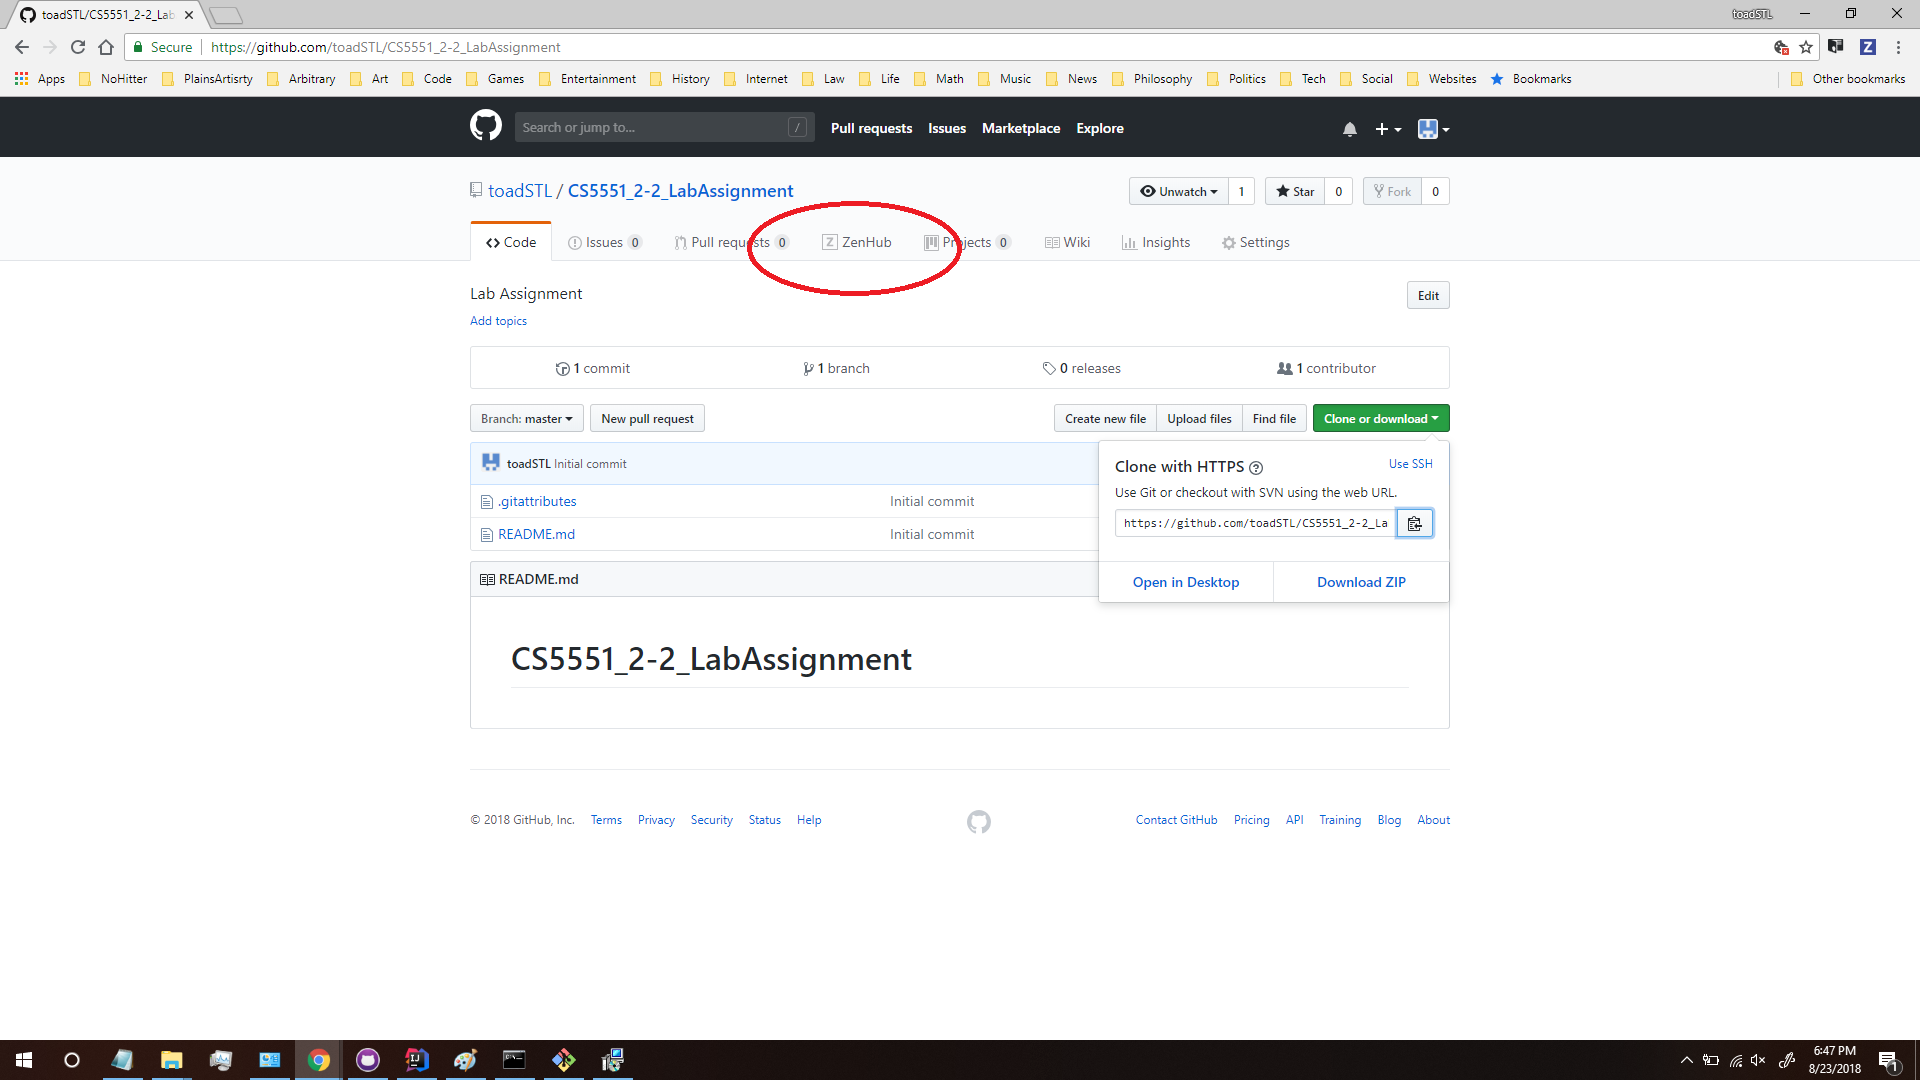 toadSTL/CS5551_2-2_Lab
toadSTL
Secure https://github.com/toadSTL/CS5551_2-2_LabAssignment
Apps NoHitter PlainsArtisrty Arbitrary Art Code Games Entertainment History Internet Law Life Math Music News Philosophy Politics Tech Social Websites Bookmarks Other bookmarks
Search or jump to... / Pull requests Issues Marketplace Explore
toadSTL / CS5551_2-2_LabAssignment Unwatch 1 Star 0 Fork 0
Code Issues 0 Pull requests 0 ZenHub Projects 0 Wiki Insights Settings
Lab Assignment Edit
Add topics
1 commit 1 branch 0 releases 1 contributor
Branch: master New pull request Create new file Upload files Find file Clone or download
toadSTL Initial commit
Clone with HTTPS Use SSH
Use Git or checkout with SVN using the web URL.
https://github.com/toadSTL/CS5551_2-2_La
Open in Desktop Download ZIP
.gitattributes Initial commit
README.md Initial commit
README.md
CS5551_2-2_LabAssignment
© 2018 GitHub, Inc. Terms Privacy Security Status Help Contact GitHub Pricing API Training Blog About
6:47 PM
8/23/2018
1